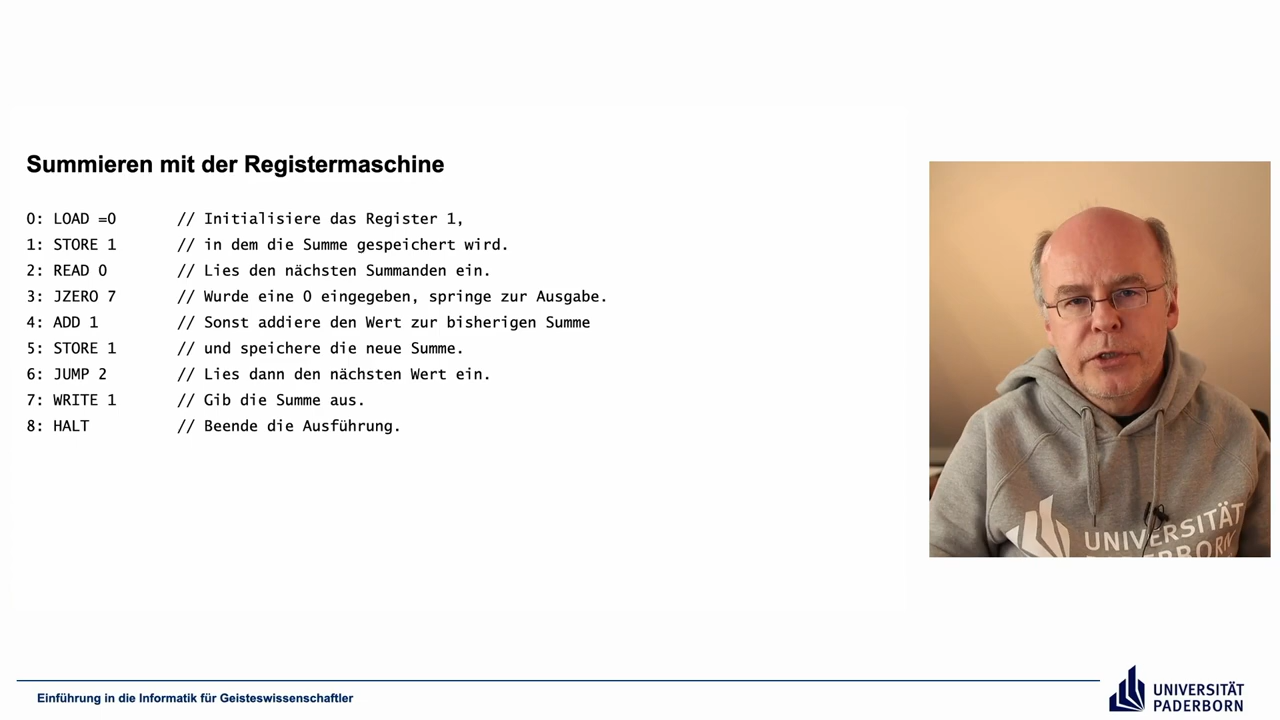 Summieren mit der Registermaschine
0: LOAD =0 // Initialisiere das Register 1,
1: STORE 1 // in dem die Summe gespeichert wird.
2: READ 0 // Lies den nächsten Summanden ein.
3: JZERO 7 // Wurde eine 0 eingegeben, springe zur Ausgabe.
4: ADD 1 // Sonst addiere den Wert zur bisherigen Summe
5: STORE 1 // und speichere die neue Summe.
6: JUMP 2 // Lies dann den nächsten Wert ein.
7: WRITE 1 // Gib die Summe aus.
8: HALT // Beende die Ausführung.
UNIVERSITÄT
PADERBORN
Einführung in die Informatik für Geisteswissenschaftler
UNIVERSITÄT
PADERBORN